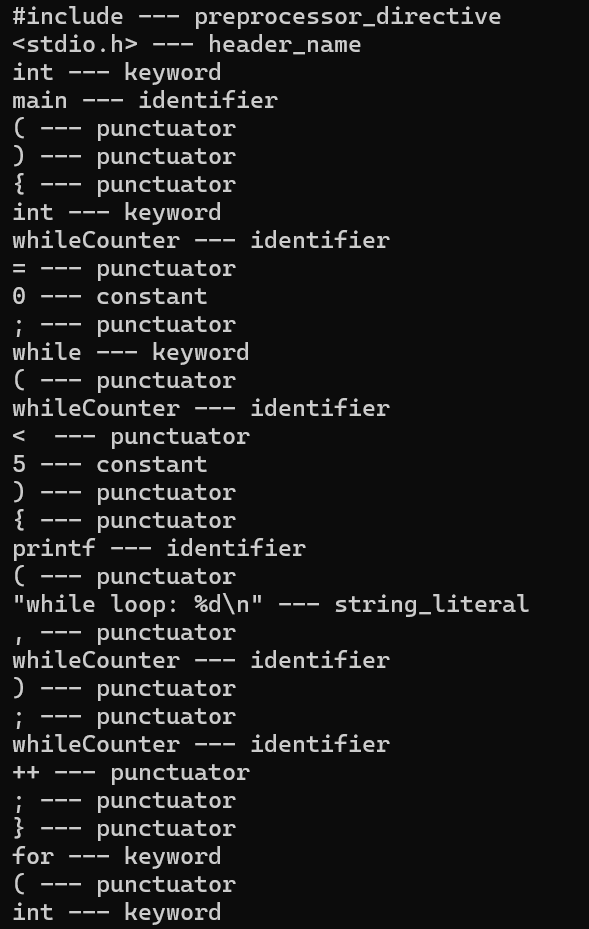 #include --- preprocessor_directive
<stdio.h> --- header_name
int --- keyword
main --- identifier
( --- punctuator
) --- punctuator
{ --- punctuator
int --- keyword
whileCounter --- identifier
= --- punctuator
0 --- constant
; --- punctuator
while --- keyword
( --- punctuator
whileCounter --- identifier
<  --- punctuator
5 --- constant
) --- punctuator
{ --- punctuator
printf --- identifier
( --- punctuator
"while loop: %d\n" --- string_literal
, --- punctuator
whileCounter --- identifier
) --- punctuator
; --- punctuator
whileCounter --- identifier
++ --- punctuator
; --- punctuator
} --- punctuator
for --- keyword
( --- punctuator
int --- keyword